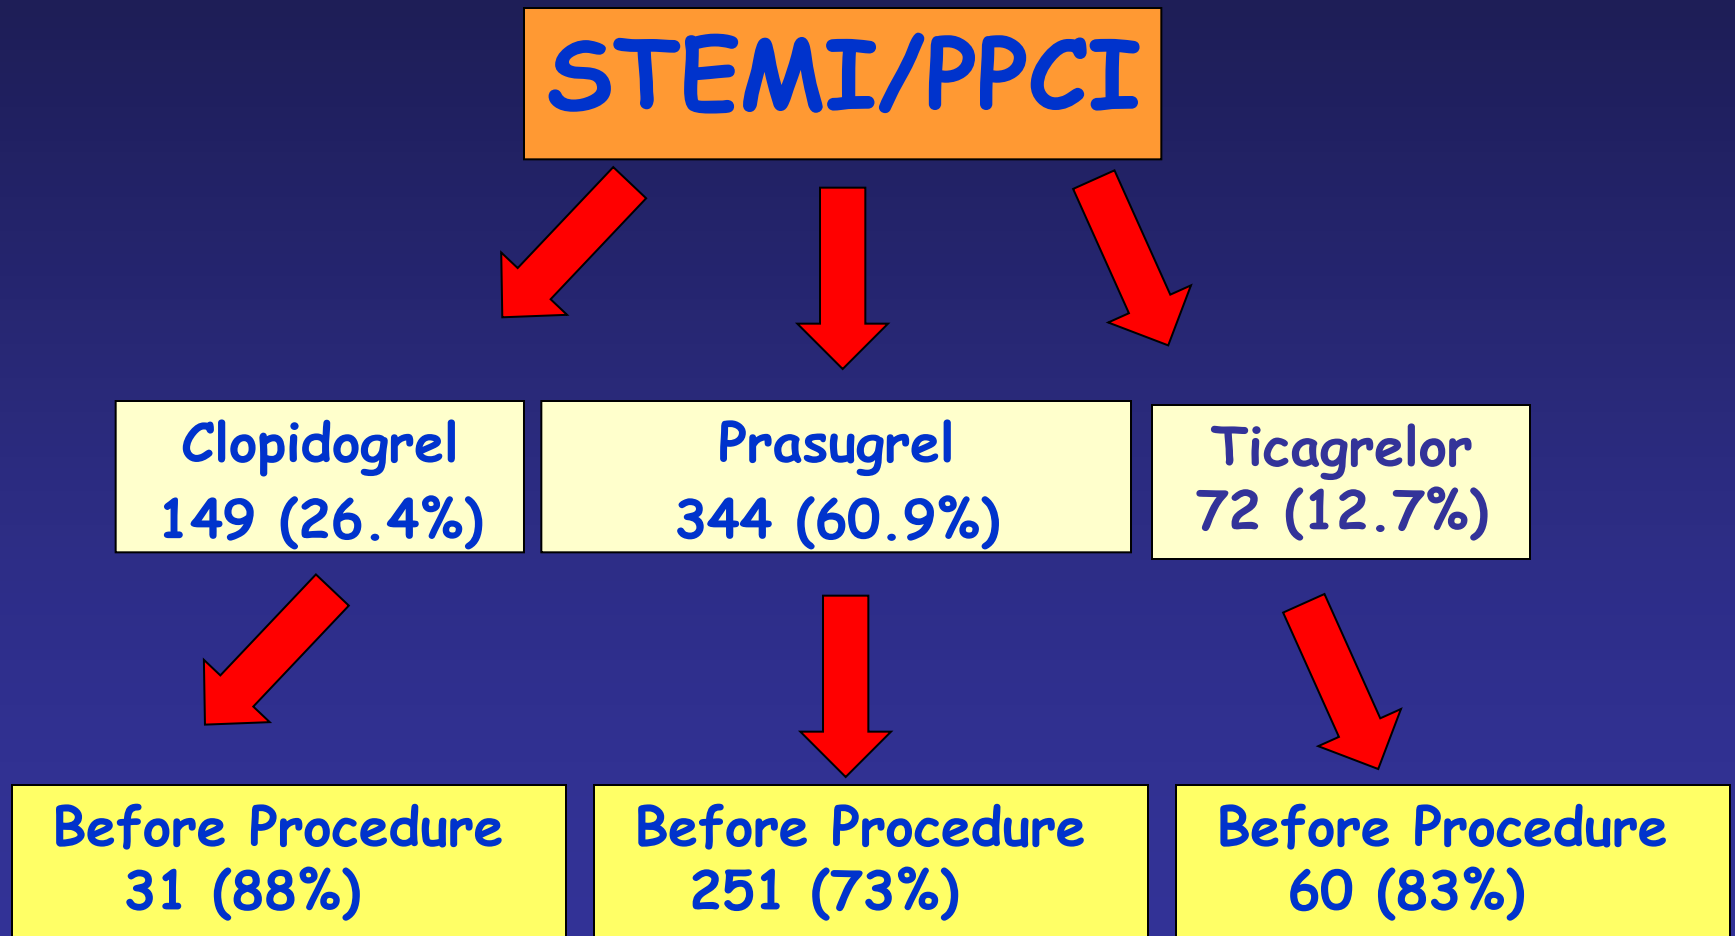 STEMI/PPCI
Clopidogrel
149 (26.4%)
Prasugrel
344 (60.9%)
Ticagrelor
72 (12.7%)
Before Procedure
31 (88%)
Before Procedure
251 (73%)
Before Procedure
60 (83%)